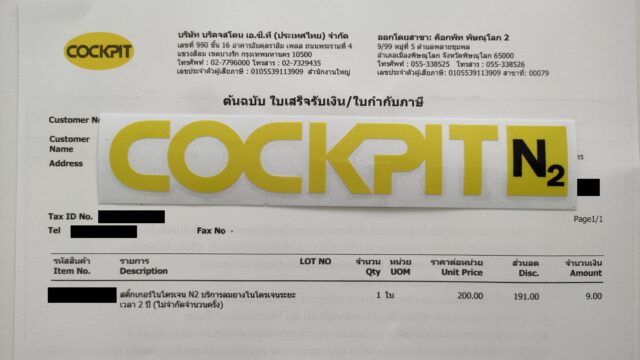 COCKPIT
บริษัท บริดจสโตน เอ.ซี.ที (ประเทศไทย) จำกัด
เลขที่ 990 ชั้น 16 อาคารอับดุลราฮิม เพลส ถนนพระรามที่ 4
แขวงสีลม เขตบางรัก กรุงเทพมหานคร 10500
โทรศัพท์ : 02-7796000 โทรสาร : 02-7329435
เลขประจำตัวผู้เสียภาษี : 0105539113909 สำนักงานใหญ่
ออกโดยสาขา: ค็อกพิท พิษณุโลก 2
9/99 หมู่ที่ 5 ตำบลพลายชุมพล
อำเภอเมืองพิษณุโลก จังหวัดพิษณุโลก 65000
โทรศัพท์ : 055-338525 โทรสาร : 055-338526
เลขประจำตัวผู้เสียภาษี : 0105539113909 สาขาที่: 00079
ต้นฉบับ ใบเสร็จรับเงิน/ใบกำกับภาษี
Customer
Customer Name
Address
COCKPIT N2
Tax ID No.
Page1/1
Tel Fax No -
รหัสสินค้า รายการ LOT NO จำนวน หน่วย ราคาต่อหน่วย ส่วนลด จำนวนเงิน
Item No. Description Qty UOM Unit Price Disc. Amount
สติ๊กเกอร์ไนโตรเจน N2 บริการลมยางไนโตรเจนระยะ 1 ใบ 200.00 191.00 9.00
เวลา 2 ปี (ไม่จำกัดจำนวนครั้ง)